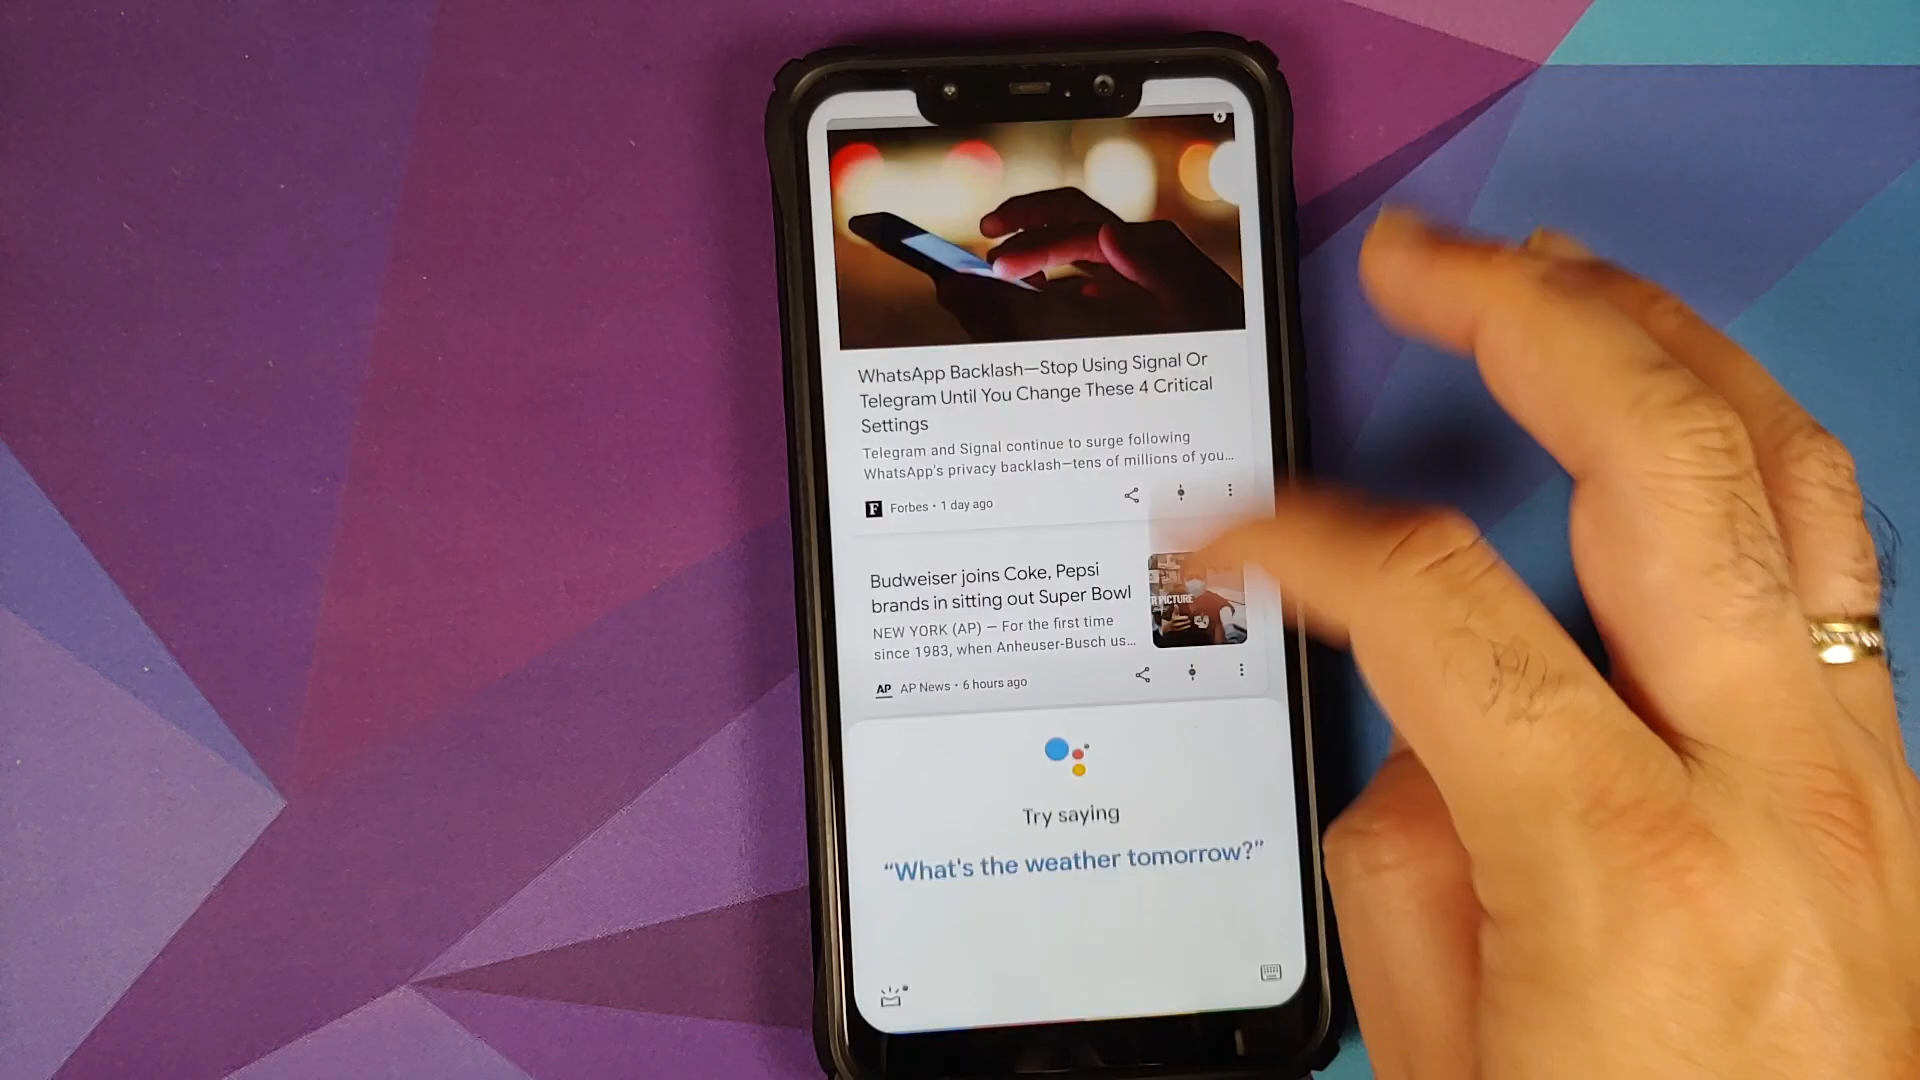 WhatsApp Backlash—Stop Using Signal Or
Telegram Until You Change These 4 Critical
Settings
Telegram and Signal continue to surge following
WhatsApp's privacy backlash—tens of millions of you…
F Forbes • 1 day ago
Budweiser joins Coke, Pepsi
brands in sitting out Super Bowl
NEW YORK (AP) — For the first time
since 1983, when Anheuser-Busch us…
R PICTURE
AP AP News • 6 hours ago
Try saying
“What's the weather tomorrow?”